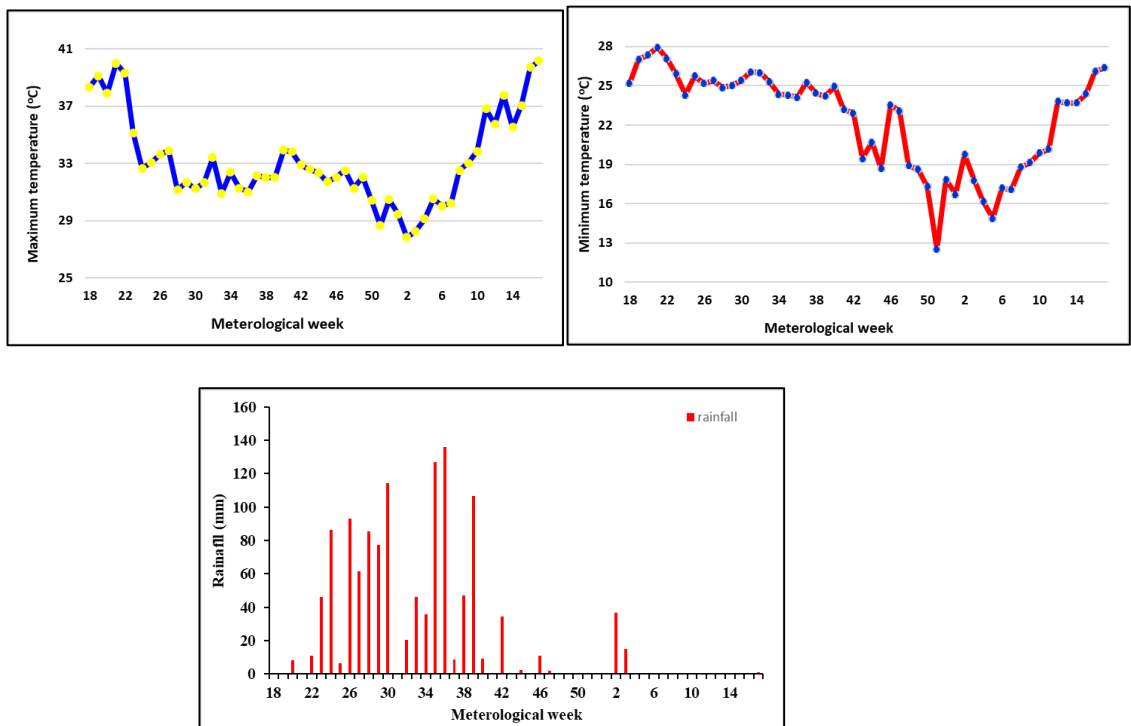 41
37
33
29
25
Maximum temperature (°C)
18 22 26 30 34 38 42 46 50 2 6 10 14
Meterological week
28
25
22
19
16
13
10
Minimum temperature (°C)
18 22 26 30 34 38 42 46 50 2 6 10 14
Meterological week
160
140
120
100
80
60
40
20
0
Rainafll (mm)
rainfall
18 22 26 30 34 38 42 46 50 2 6 10 14
Meterological week